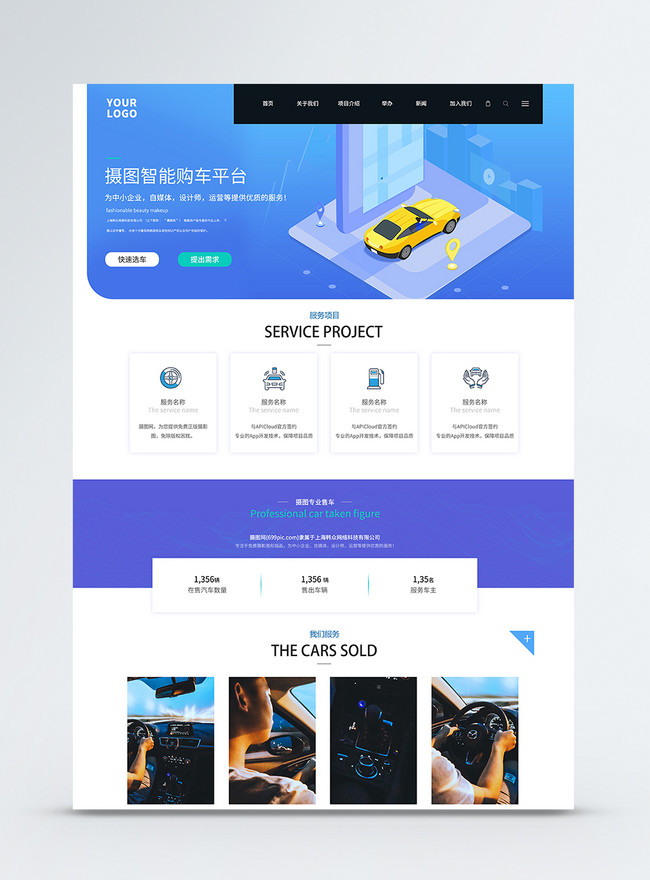 YOUR
LOGO
首页 关于我们 项目介绍 举办 新闻 加入我们
摄图智能购车平台
为中小企业，自媒体，设计师，运营等提供优质的服务！
fashionable beauty makeup
快速选车 提出需求
服务项目
SERVICE PROJECT
服务名称 服务名称 服务名称 服务名称
The service name The service name The service name The service name
摄图网，为您提供免费正版摄影 与APICloud官方签约 与APICloud官方签约 与APICloud官方签约
图，免除版权困扰。 专业的App开发技术，保障项目品质 专业的App开发技术，保障项目品质 专业的App开发技术，保障项目品质
摄图专业售车
Professional car taken figure
摄图网(699pic.com)隶属于上海韩众网络科技有限公司
1,356辆 1,356 辆 1,35名
在售汽车数量 售出车辆 服务车主
我们服务
THE CARS SOLD